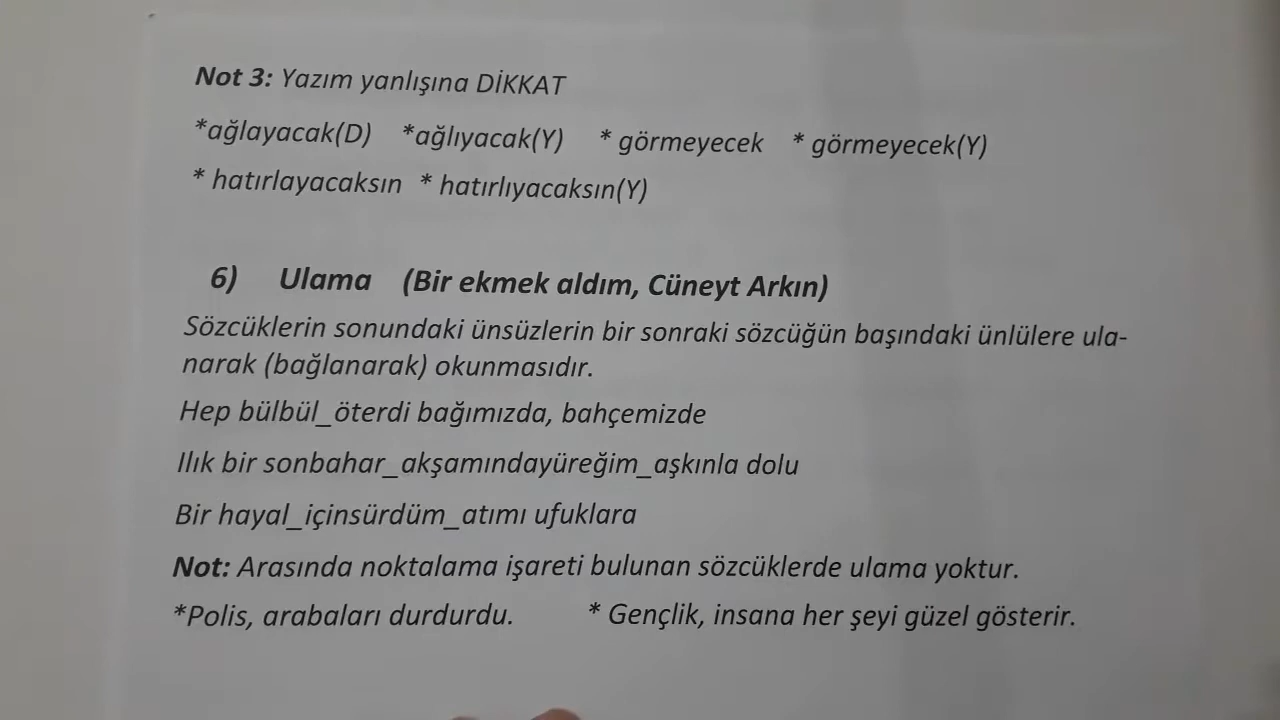 Not 3: Yazım yanlışına DİKKAT
*ağlayacak(D) *ağlıyacak(Y) * görmeyecek * görmeyecek(Y)
* hatırlayacaksın * hatırlıyacaksın(Y)
6) Ulama (Bir ekmek aldım, Cüneyt Arkın)
Sözcüklerin sonundaki ünsüzlerin bir sonraki sözcüğün başındaki ünlülere ula-
narak (bağlanarak) okunmasıdır.
Hep bülbül_öterdi bağımızda, bahçemizde
Ilık bir sonbahar_akşamındayüreğim_aşkınla dolu
Bir hayal_içinsürdüm_atımı ufuklara
Not: Arasında noktalama işareti bulunan sözcüklerde ulama yoktur.
*Polis, arabaları durdurdu. * Gençlik, insana her şeyi güzel gösterir.